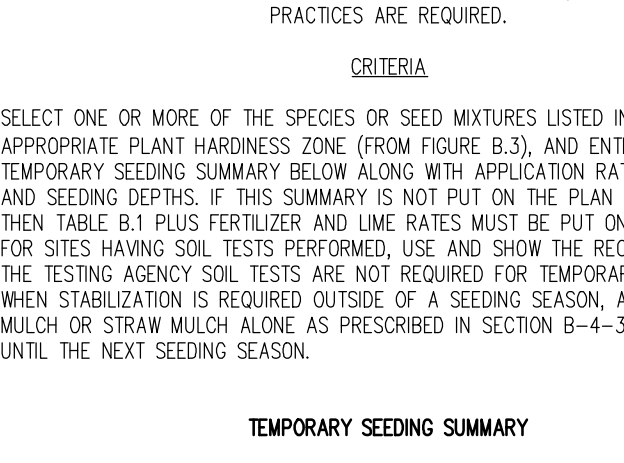 PRACTICES ARE REQUIRED.
CRITERIA
SELECT ONE OR MORE OF THE SPECIES OR SEED MIXTURES LISTED IN
APPROPRIATE PLANT HARDINESS ZONE (FROM FIGURE B.3), AND
TEMPORARY SEEDING SUMMARY BELOW ALONG WITH APPLICATION
AND SEEDING DEPTHS. IF THIS SUMMARY IS NOT PUT ON THE PLAN
THEN TABLE B.1 PLUS FERTILIZER AND LIME RATES MUST BE PUT ON
FOR SITES HAVING SOIL TESTS PERFORMED, USE AND SHOW THE
THE TESTING AGENCY SOIL TESTS ARE NOT REQUIRED FOR
WHEN STABILIZATION IS REQUIRED OUTSIDE OF A SEEDING SEASON,
MULCH OR STRAW MULCH ALONE AS PRESCRIBED IN SECTION B-4-3
UNTIL THE NEXT SEEDING SEASON.
TEMPORARY SEEDING SUMMARY